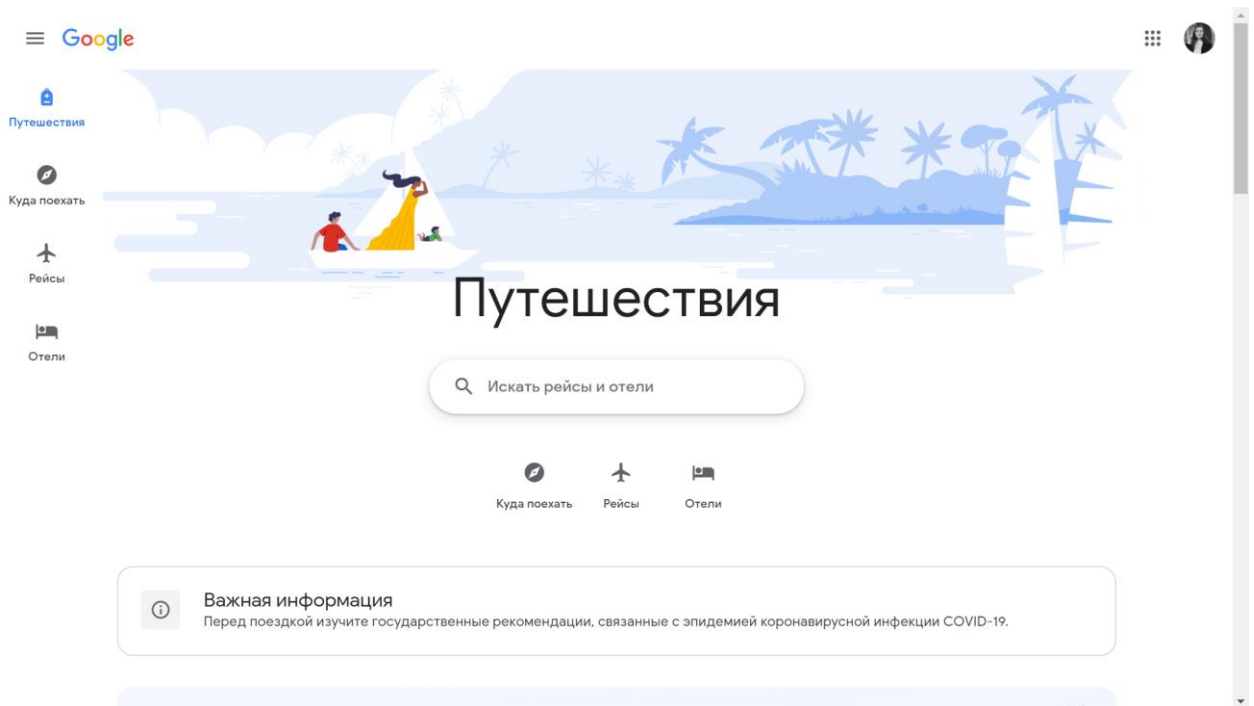 Google
Путешествия
Куда поехать
Рейсы
Отели
Путешествия
Искать рейсы и отели
Куда поехать Рейсы Отели
Важная информация
Перед поездкой изучите государственные рекомендации, связанные с эпидемией коронавирусной инфекции COVID-19.